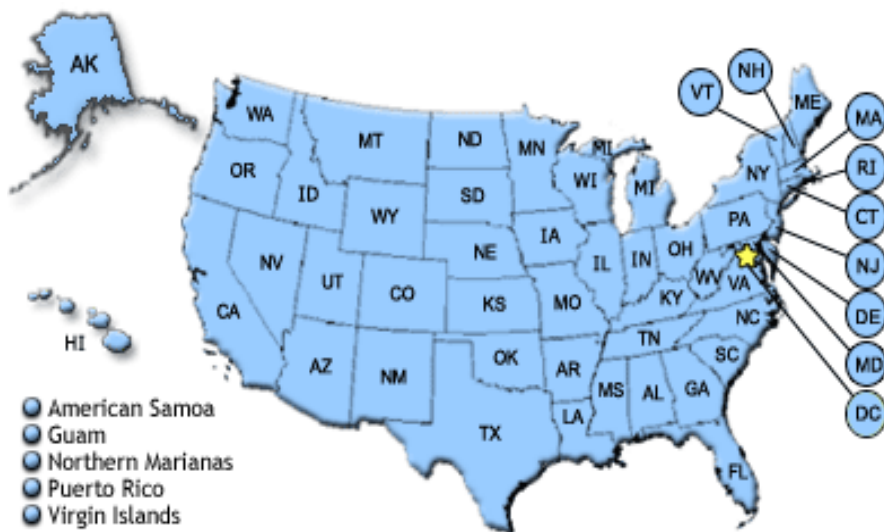 AK
NH
VT
ME
MA
WA
MT
ND
MN
MI
RI
OR
ID
SD
WI
MI
NY
CT
WY
PA
IA
NE
OH
NJ
NV
UT
IL
IN
WV
VA
CA
CO
KS
MO
KY
DE
NC
HI
TN
AZ
NM
OK
AR
SC
MD
MS
AL
GA
DC
American Samoa
LA
TX
Guam
Northern Marianas
FL
Puerto Rico
Virgin Islands